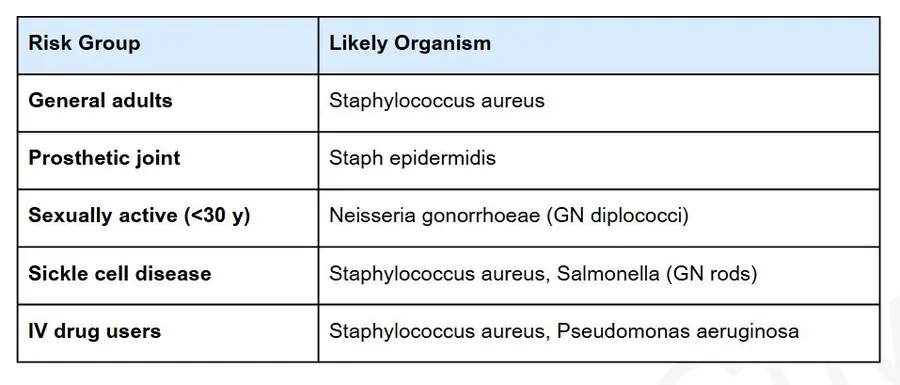 Risk Group Likely Organism
General adults Staphylococcus aureus
Prosthetic joint Staph epidermidis
Sexually active (<30 y) Neisseria gonorrhoeae (GN diplococci)
Sickle cell disease Staphylococcus aureus, Salmonella (GN rods)
IV drug users Staphylococcus aureus, Pseudomonas aeruginosa